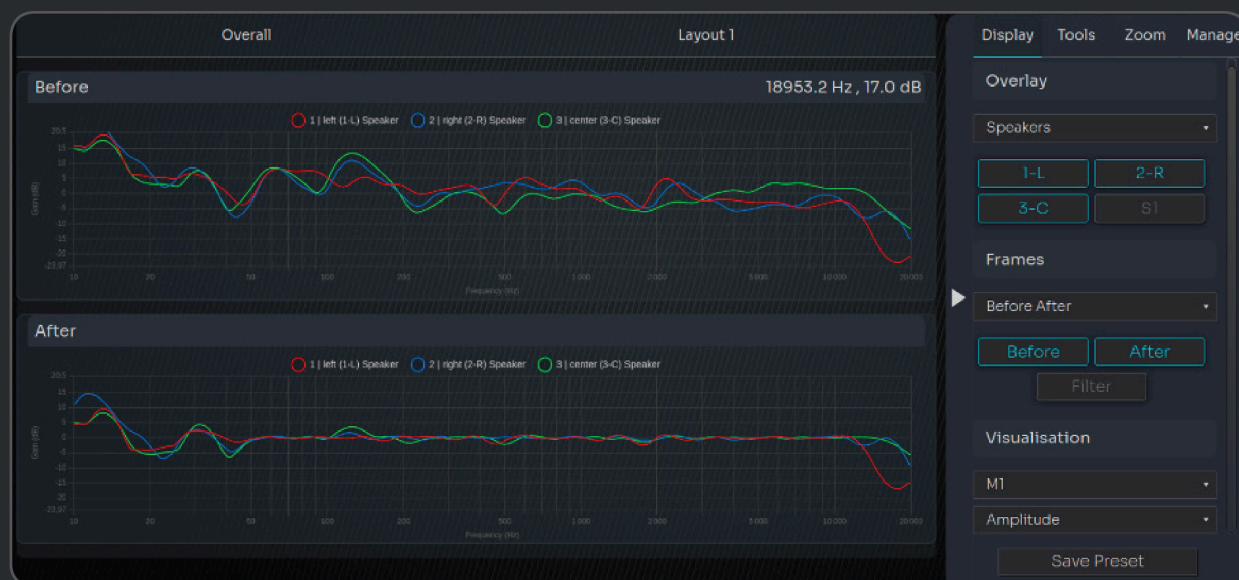 Overall
Layout 1
Before
18953.2 Hz , 17.0 dB
1 | left (1-L) Speaker
2 | right (2-R) Speaker
3 | center (3-C) Speaker
Gain (dB)
20.5
15
10
5
0
-5
-10
-15
-20
-23.97
10
20
50
100
200
500
1 000
2 000
5 000
10 000
20 000
Frequency (Hz)
After
1 | left (1-L) Speaker
2 | right (2-R) Speaker
3 | center (3-C) Speaker
Gain (dB)
20.5
15
10
5
0
-5
-10
-15
-20
-23.97
10
20
50
100
200
500
1 000
2 000
5 000
10 000
20 000
Frequency (Hz)
Display
Tools
Zoom
Manage
Overlay
Speakers
1-L
2-R
3-C
S1
Frames
Before After
Before
After
Filter
Visualisation
M1
Amplitude
Save Preset